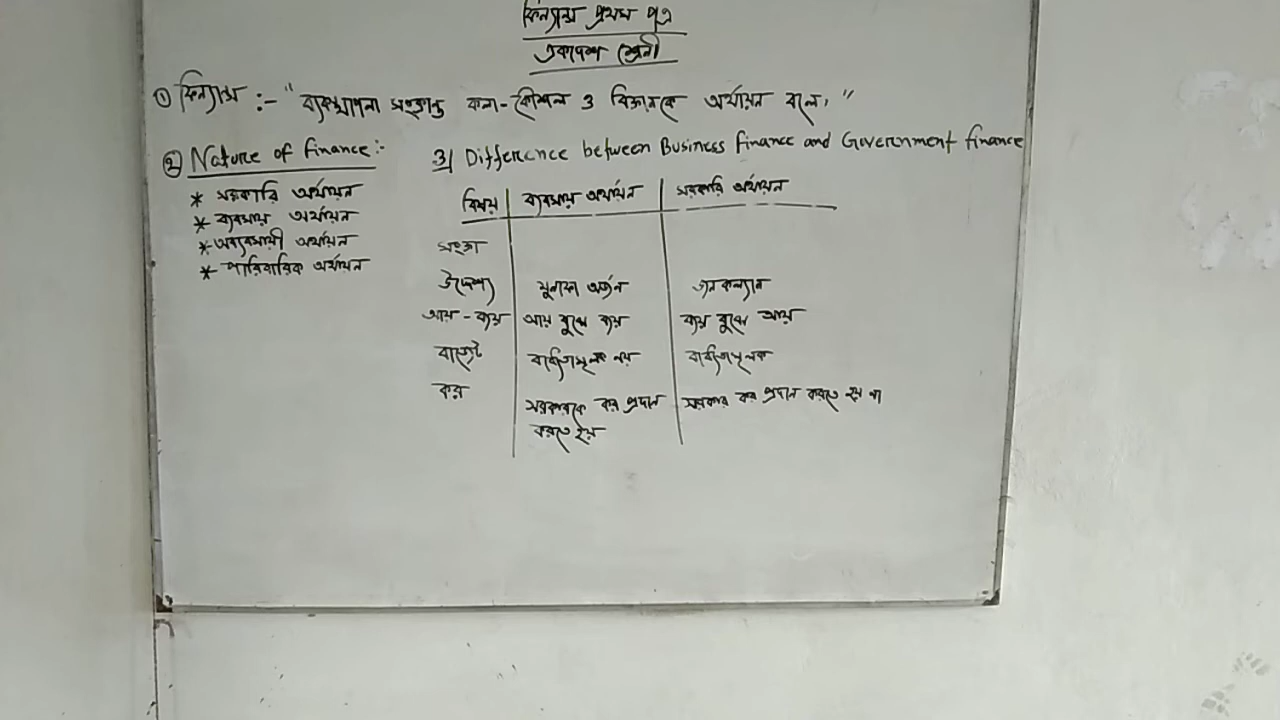 ফিন্যান্স প্রথম পত্র
একাদশ শ্রেনী
① ফিন্যান্স :- " ব্যবস্থাপনা সংক্রান্ত কলা-কৌশল ও বিজ্ঞানকে অর্থায়ন বলে। "
② Nature of finance:-
* সরকারি অর্থায়ন
* ব্যবসায় অর্থায়ন
* অব্যবসায়ী অর্থায়ন
* পারিবারিক অর্থায়ন
3| Difference between Business finance and Government finance
বিষয় | ব্যবসায় অর্থায়ন | সরকারি অর্থায়ন
সংজ্ঞা
উদ্দেশ্য মুনাফা অর্জন জনকল্যান
আয়-ব্যয় আয় বুঝে ব্যয় ব্যয় বুঝে আয়
বাজেট বাধ্যতামূলক নয় বাধ্যতামূলক
কর সরকারকে কর প্রদান করতে হয় সরকার কর প্রদান করতে হয় না